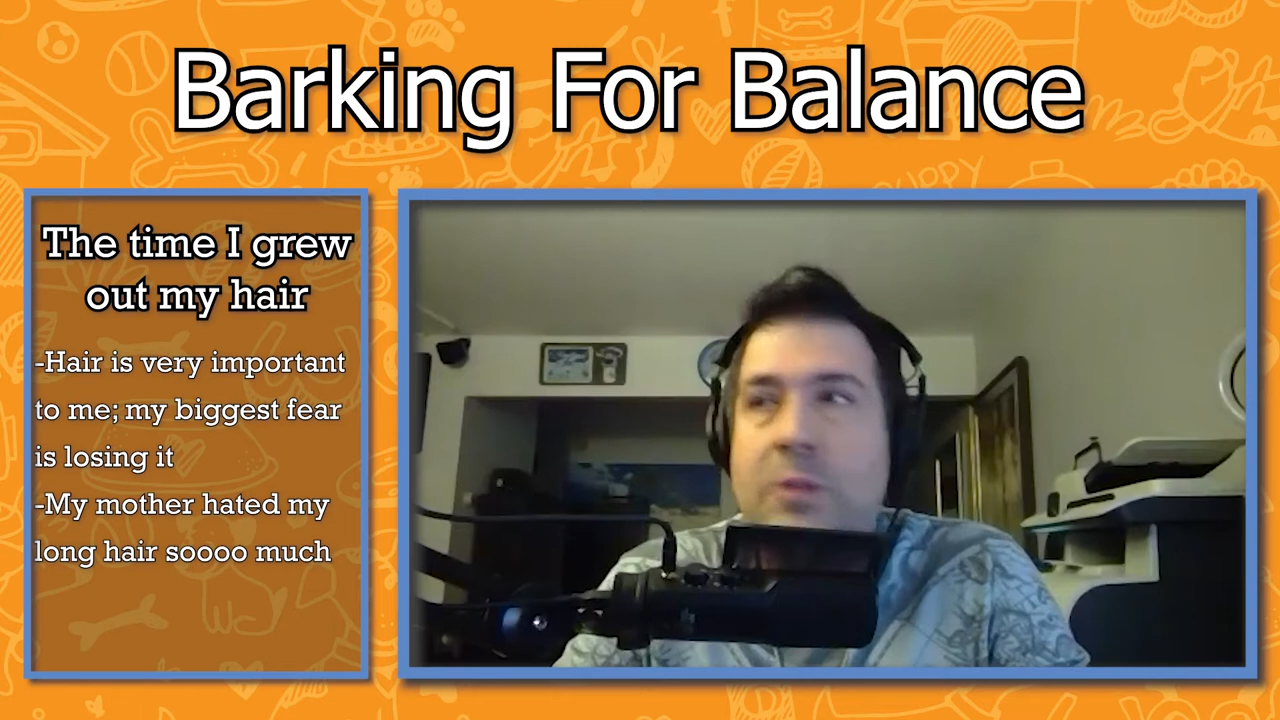 Barking For Balance
The time I grew
out my hair
-Hair is very important
to me; my biggest fear
is losing it
-My mother hated my
long hair soooo much